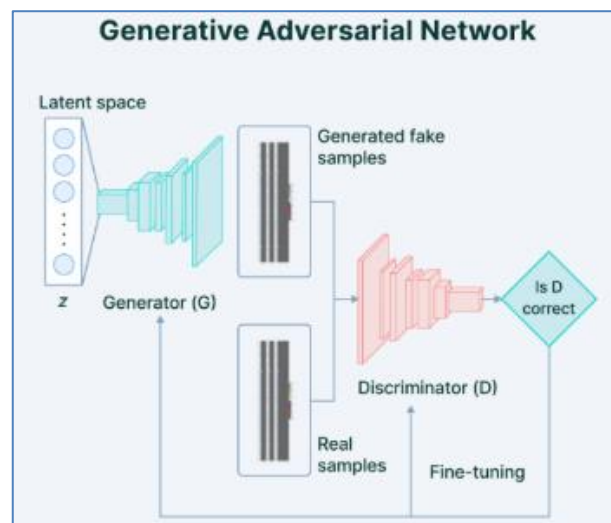 Generative Adversarial Network
Latent space
Generated fake
samples
z
Generator (G)
Is D
correct
Discriminator (D)
Real
samples
Fine-tuning